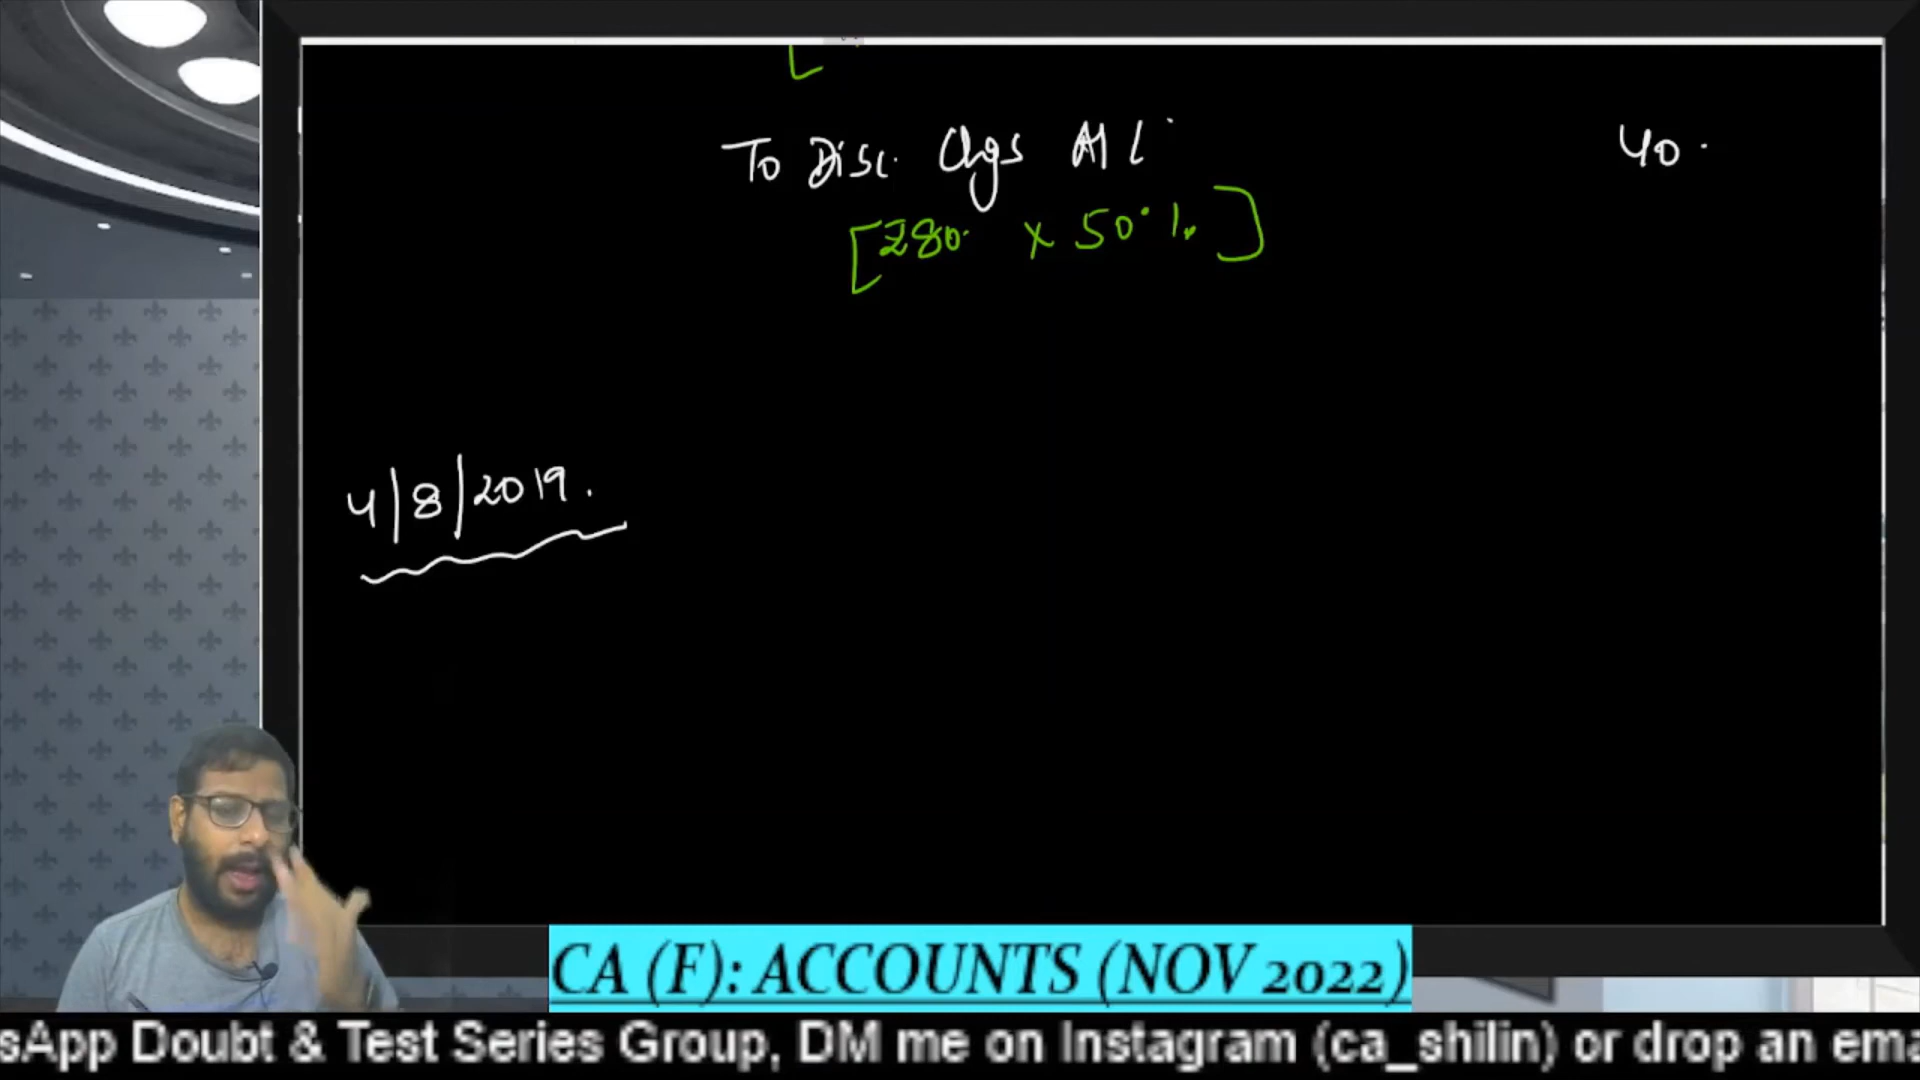 To Disc. Chgs A/c 40.
[₹80. x 50%.]
4/8/2019.
CA (F): ACCOUNTS (NOV 2022)
sApp Doubt & Test Series Group, DM me on Instagram (ca_shilin) or drop an ema